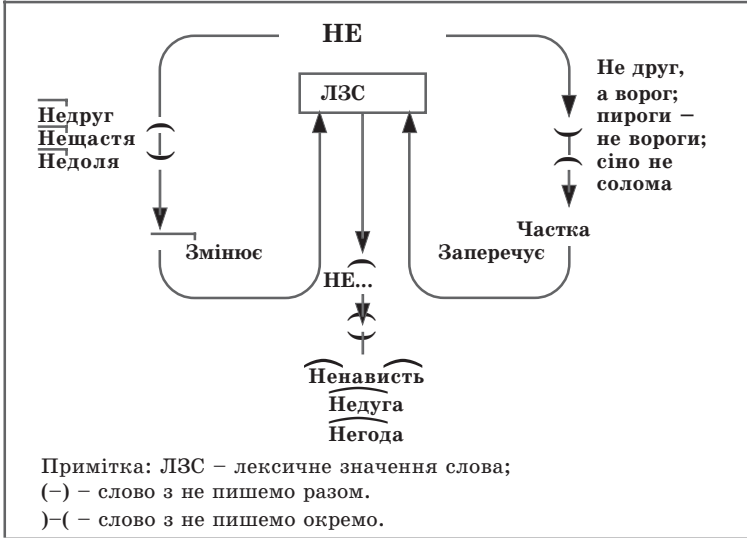 НЕ
ЛЗС
Недруг
Нещастя
Недоля
Не друг,
а ворог;
пироги –
не вороги;
сіно не
солома
Змінює
Частка
Заперечує
НЕ...
Ненависть
Недуга
Негода
Примітка: ЛЗС – лексичне значення слова;
(–) – слово з не пишемо разом.
)–( – слово з не пишемо окремо.